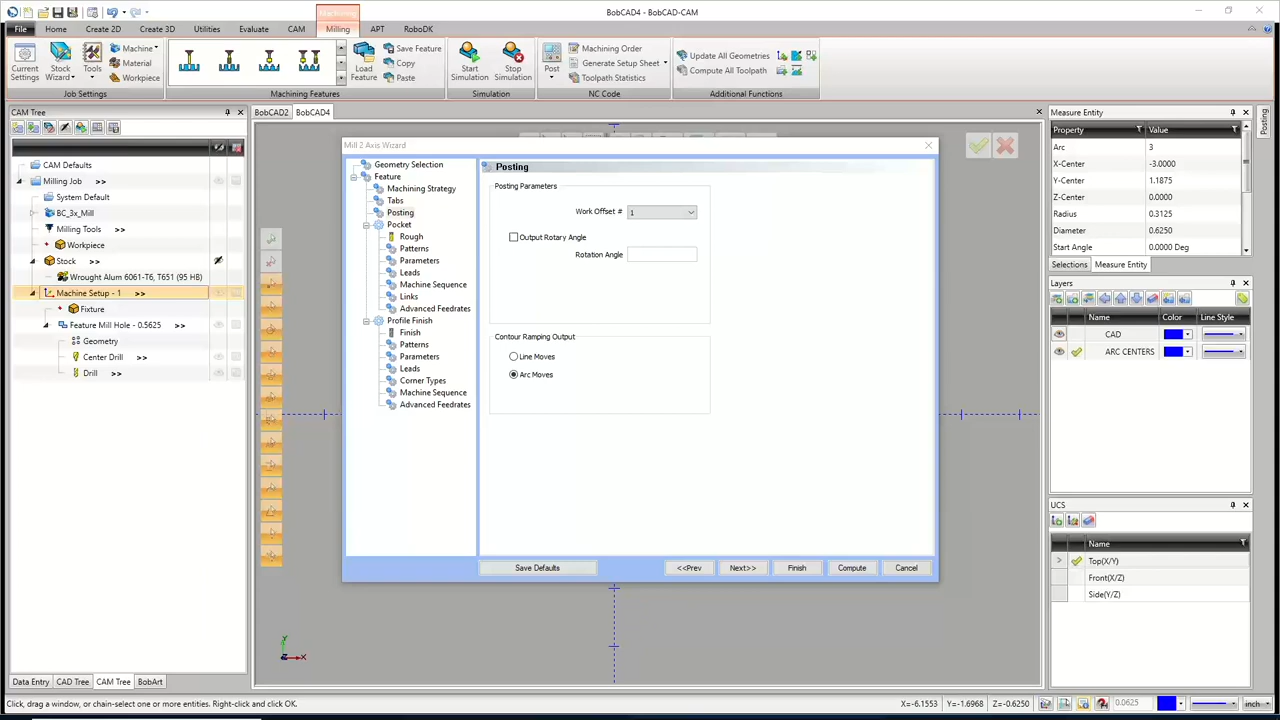 BobCAD4 - BobCAD-CAM
Machining
File Home Create 2D Create 3D Utilities Evaluate CAM Milling APT RoboDK
Current Settings
Stock Wizard
Tools
Machine
Material
Workpiece
Job Settings
Machining Features
Load Feature
Save Feature
Copy
Paste
Start Simulation
Stop Simulation
Simulation
Post
Machining Order
Generate Setup Sheet
Toolpath Statistics
NC Code
Update All Geometries
Compute All Toolpath
Additional Functions
CAM Tree
CAM Defaults
Milling Job >>
System Default
BC_3x_Mill
Milling Tools >>
Workpiece
Stock >>
Wrought Alum 6061-T6, T651 (95 HB)
Machine Setup - 1 >>
Fixture
Feature Mill Hole - 0.5625 >>
Geometry
Center Drill >>
Drill >>
Data Entry CAD Tree CAM Tree BobArt
BobCAD2 BobCAD4
Mill 2 Axis Wizard
Geometry Selection
Feature
Machining Strategy
Tabs
Posting
Pocket
Rough
Patterns
Parameters
Leads
Machine Sequence
Links
Advanced Feedrates
Profile Finish
Finish
Patterns
Parameters
Leads
Corner Types
Machine Sequence
Advanced Feedrates
Posting
Posting Parameters
Work Offset # 1
Output Rotary Angle
Rotation Angle
Contour Ramping Output
Line Moves
Arc Moves
Save Defaults <<Prev Next>> Finish Compute Cancel
Measure Entity
Property Value
Arc 3
X-Center -3.0000
Y-Center 1.1875
Z-Center 0.0000
Radius 0.3125
Diameter 0.6250
Start Angle 0.0000 Deg
Selections Measure Entity
Posting
Layers
Name Color Line Style
CAD
ARC CENTERS
UCS
Name
Top(X/Y)
Front(X/Z)
Side(Y/Z)
Y
X
Click, drag a window, or chain-select one or more entities. Right-click and click OK.
X=-6.1553 Y=-1.6968 Z=-0.6250 0.0625 inch